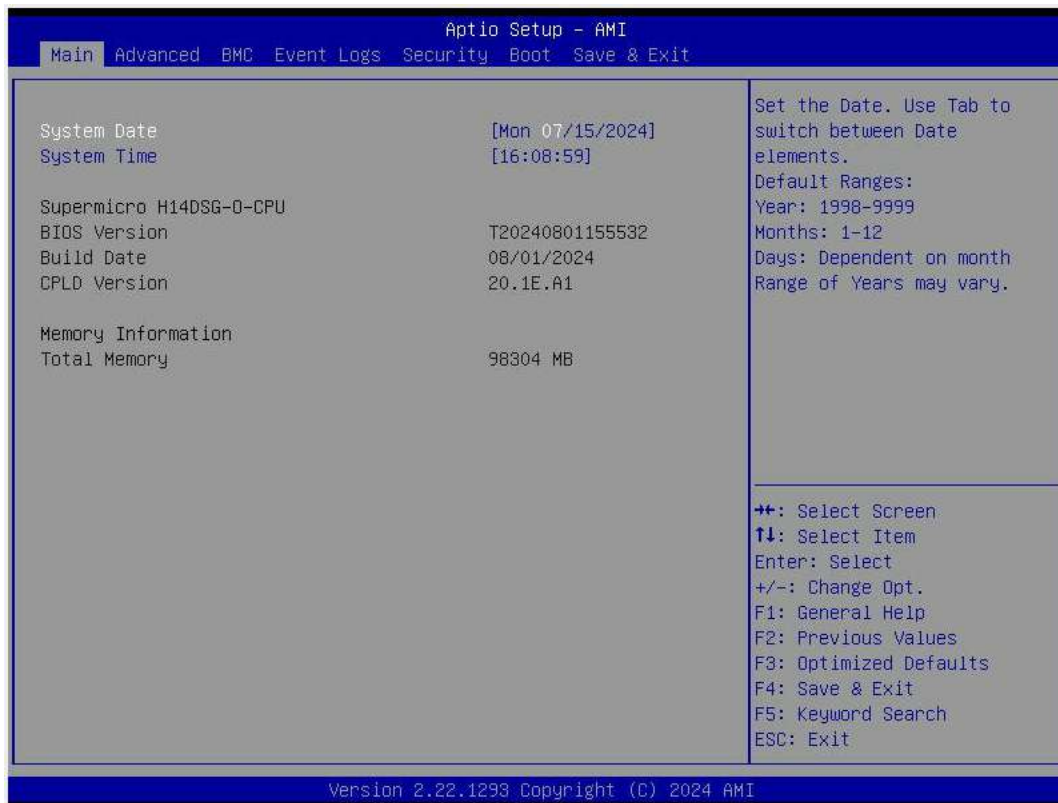 Aptio Setup - AMI
Main Advanced BMC Event Logs Security Boot Save & Exit
System Date [Mon 07/15/2024]
System Time [16:08:59]
Supermicro H14DSG-O-CPU
BIOS Version T20240801155532
Build Date 08/01/2024
CPLD Version 20.1E.A1
Memory Information
Total Memory 98304 MB
Set the Date. Use Tab to
switch between Date
elements.
Default Ranges:
Year: 1998-9999
Months: 1-12
Days: Dependent on month
Range of Years may vary.
→←: Select Screen
↑↓: Select Item
Enter: Select
+/-: Change Opt.
F1: General Help
F2: Previous Values
F3: Optimized Defaults
F4: Save & Exit
F5: Keyword Search
ESC: Exit
Version 2.22.1293 Copyright (C) 2024 AMI